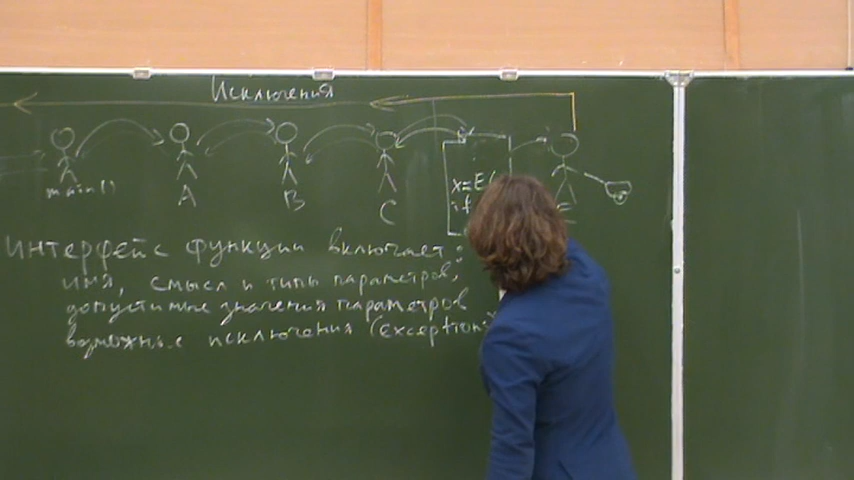 Исключения
main()
A
B
C
x=E(
if
Интерфейс функции включает:
имя, смысл и типы параметров,
допустимые значения параметров
возможные исключения (exception